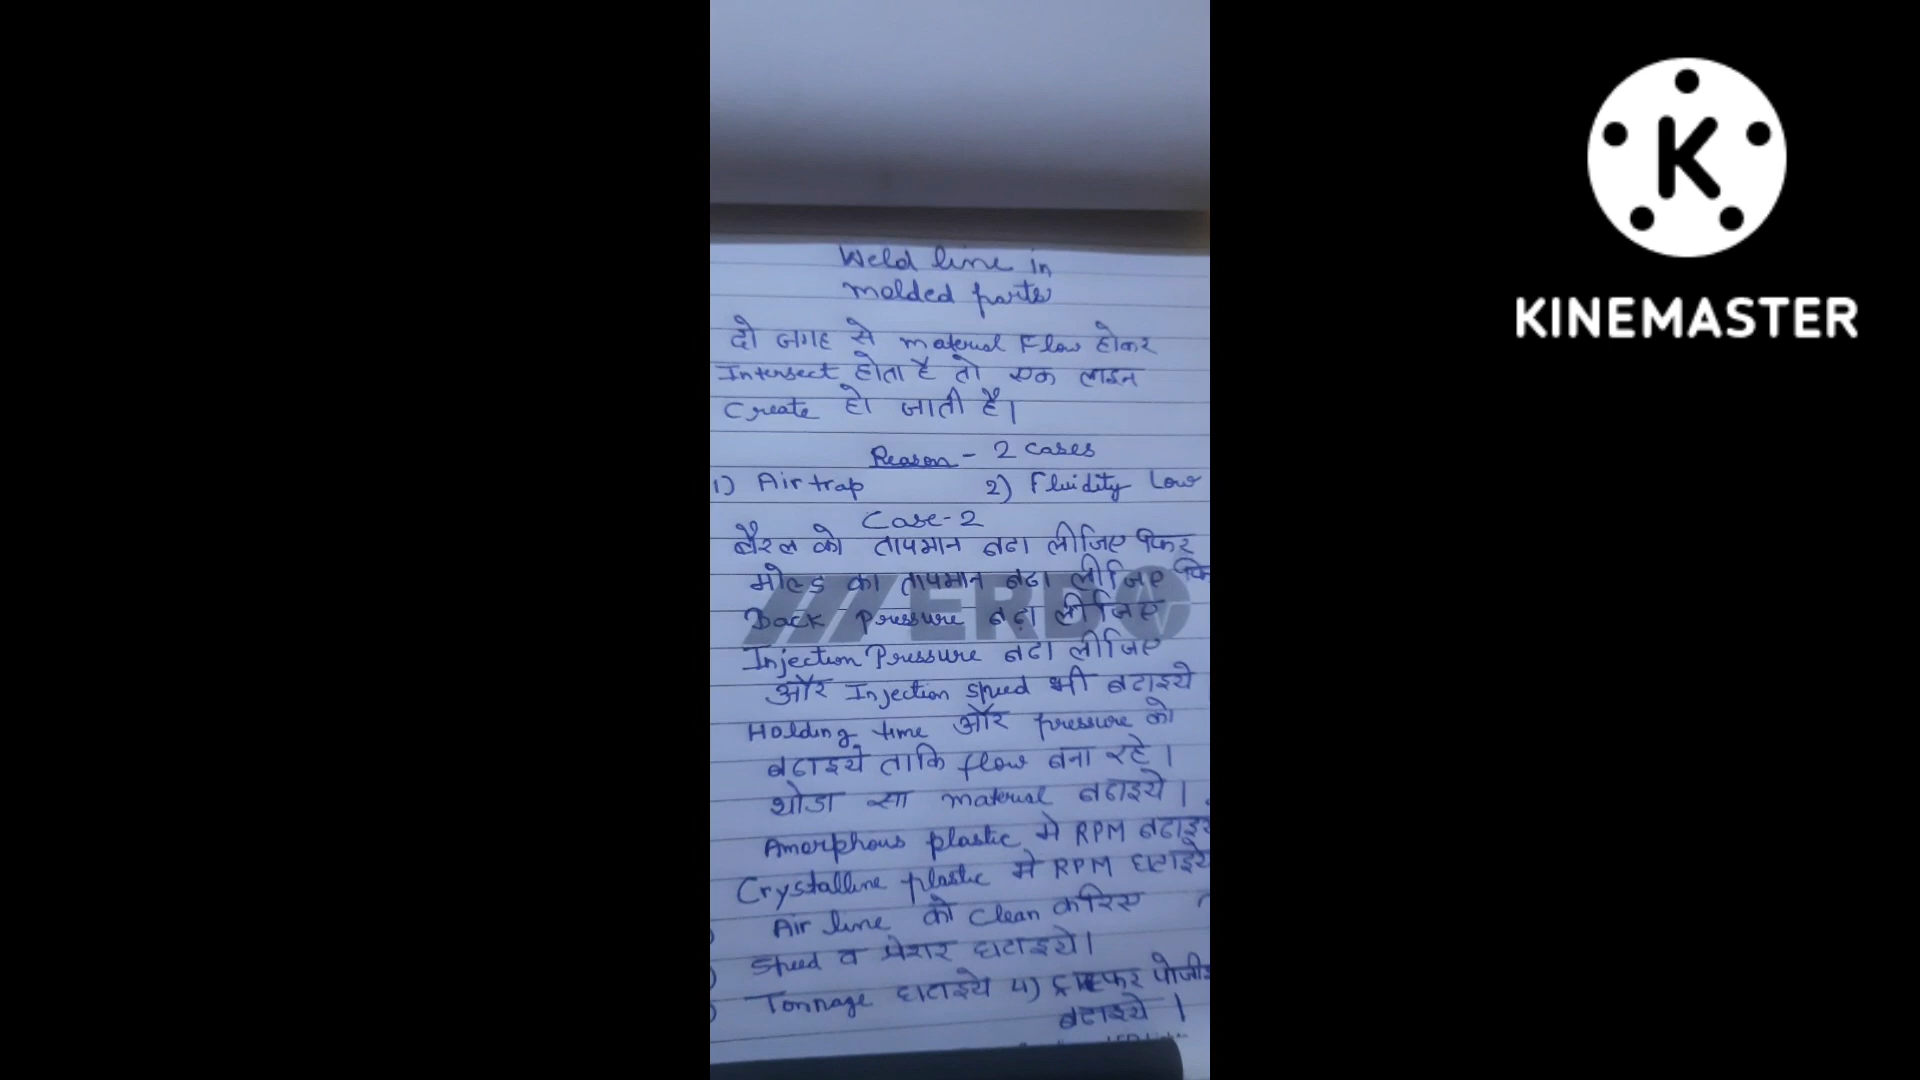 Weld line in
molded parts
दो जगह से material Flow होकर
Intersect होता है तो एक लाइन
Create हो जाती है।
Reason - 2 cases
1) Air trap 2) Fluidity Low
Case-2
बैरल को तापमान बढा लीजिए फिर
मोल्ड का तापमान बढा लीजिए
Back Pressure बढ़ा लीजिए
Injection Pressure बढा लीजिए
और Injection speed भी बढाइये
Holding time और pressure को
बढाइये ताकि flow बना रहे।
थोडा सा material बढाइये।
Amorphous plastic मे RPM बढाइये
Crystalline plastic मे RPM घटाइये
Air line को clean करिए
speed व प्रेशर घटाइये।
Tonnage घटाइये 4)
बढाइये।
KINEMASTER